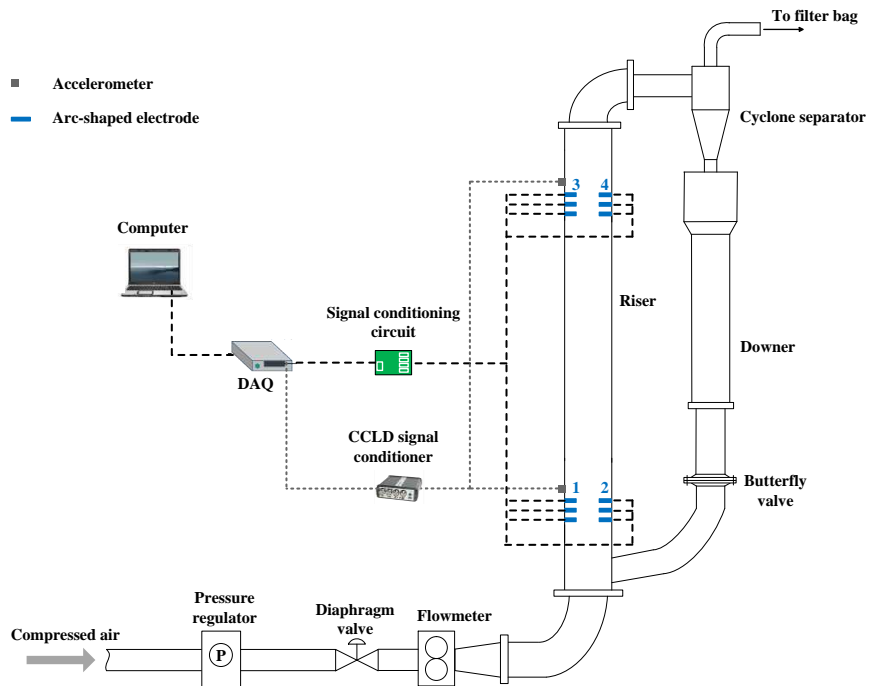 To filter bag
Accelerometer
Arc-shaped electrode
Cyclone separator
3 4
Computer
Signal conditioning
circuit
Riser
Downer
DAQ
CCLD signal
conditioner
1 2
Butterfly
valve
Pressure
regulator
Diaphragm
valve
Flowmeter
Compressed air
P